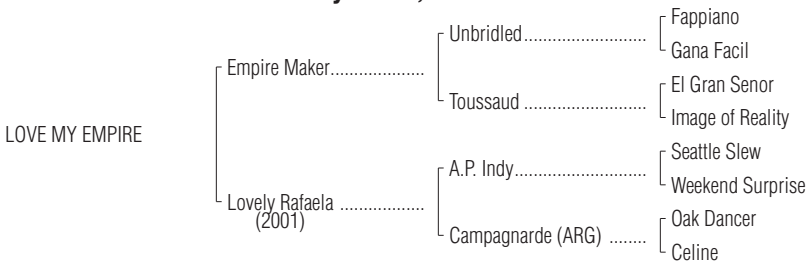 Fappiano
Unbridled..............................
Gana Facil
Empire Maker.....................
El Gran Senor
Toussaud ..............................
Image of Reality
LOVE MY EMPIRE
Seattle Slew
A.P. Indy................................
Weekend Surprise
Lovely Rafaela ...................
(2001)
Oak Dancer
Campagnarde (ARG) ........
Celine